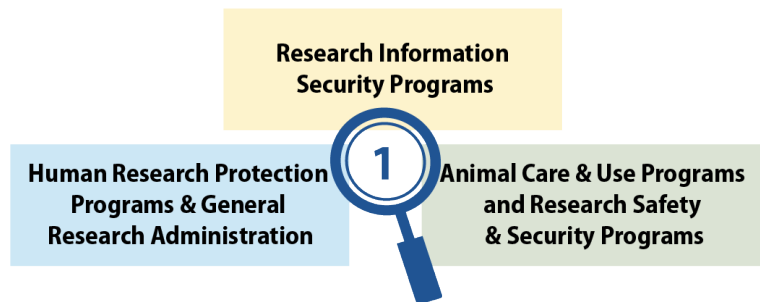 Research Information
Security Programs
1
Human Research Protection
Programs & General
Research Administration
Animal Care & Use Programs
and Research Safety
& Security Programs